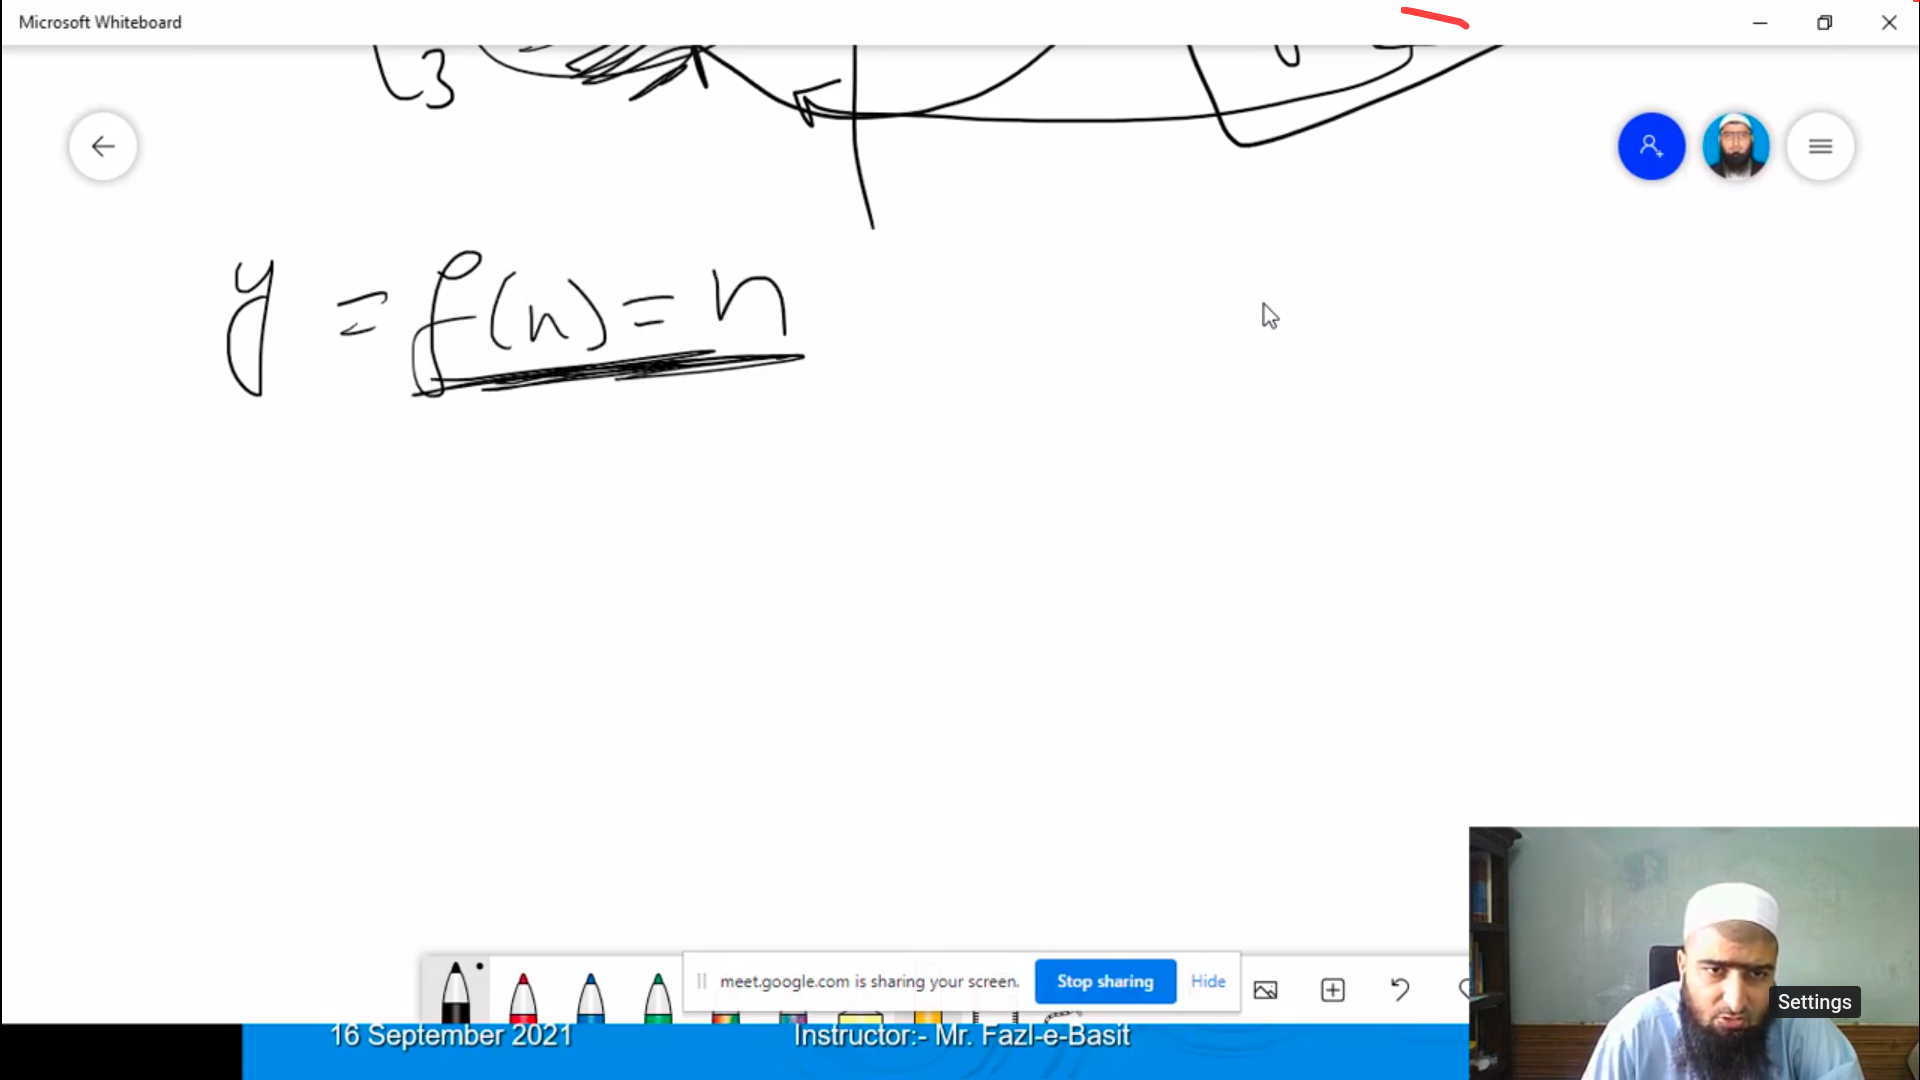 Microsoft Whiteboard
3
y = f(n) = n
meet.google.com is sharing your screen.
Stop sharing
Hide
Settings
16 September 2021
Instructor:- Mr. Fazl-e-Basit